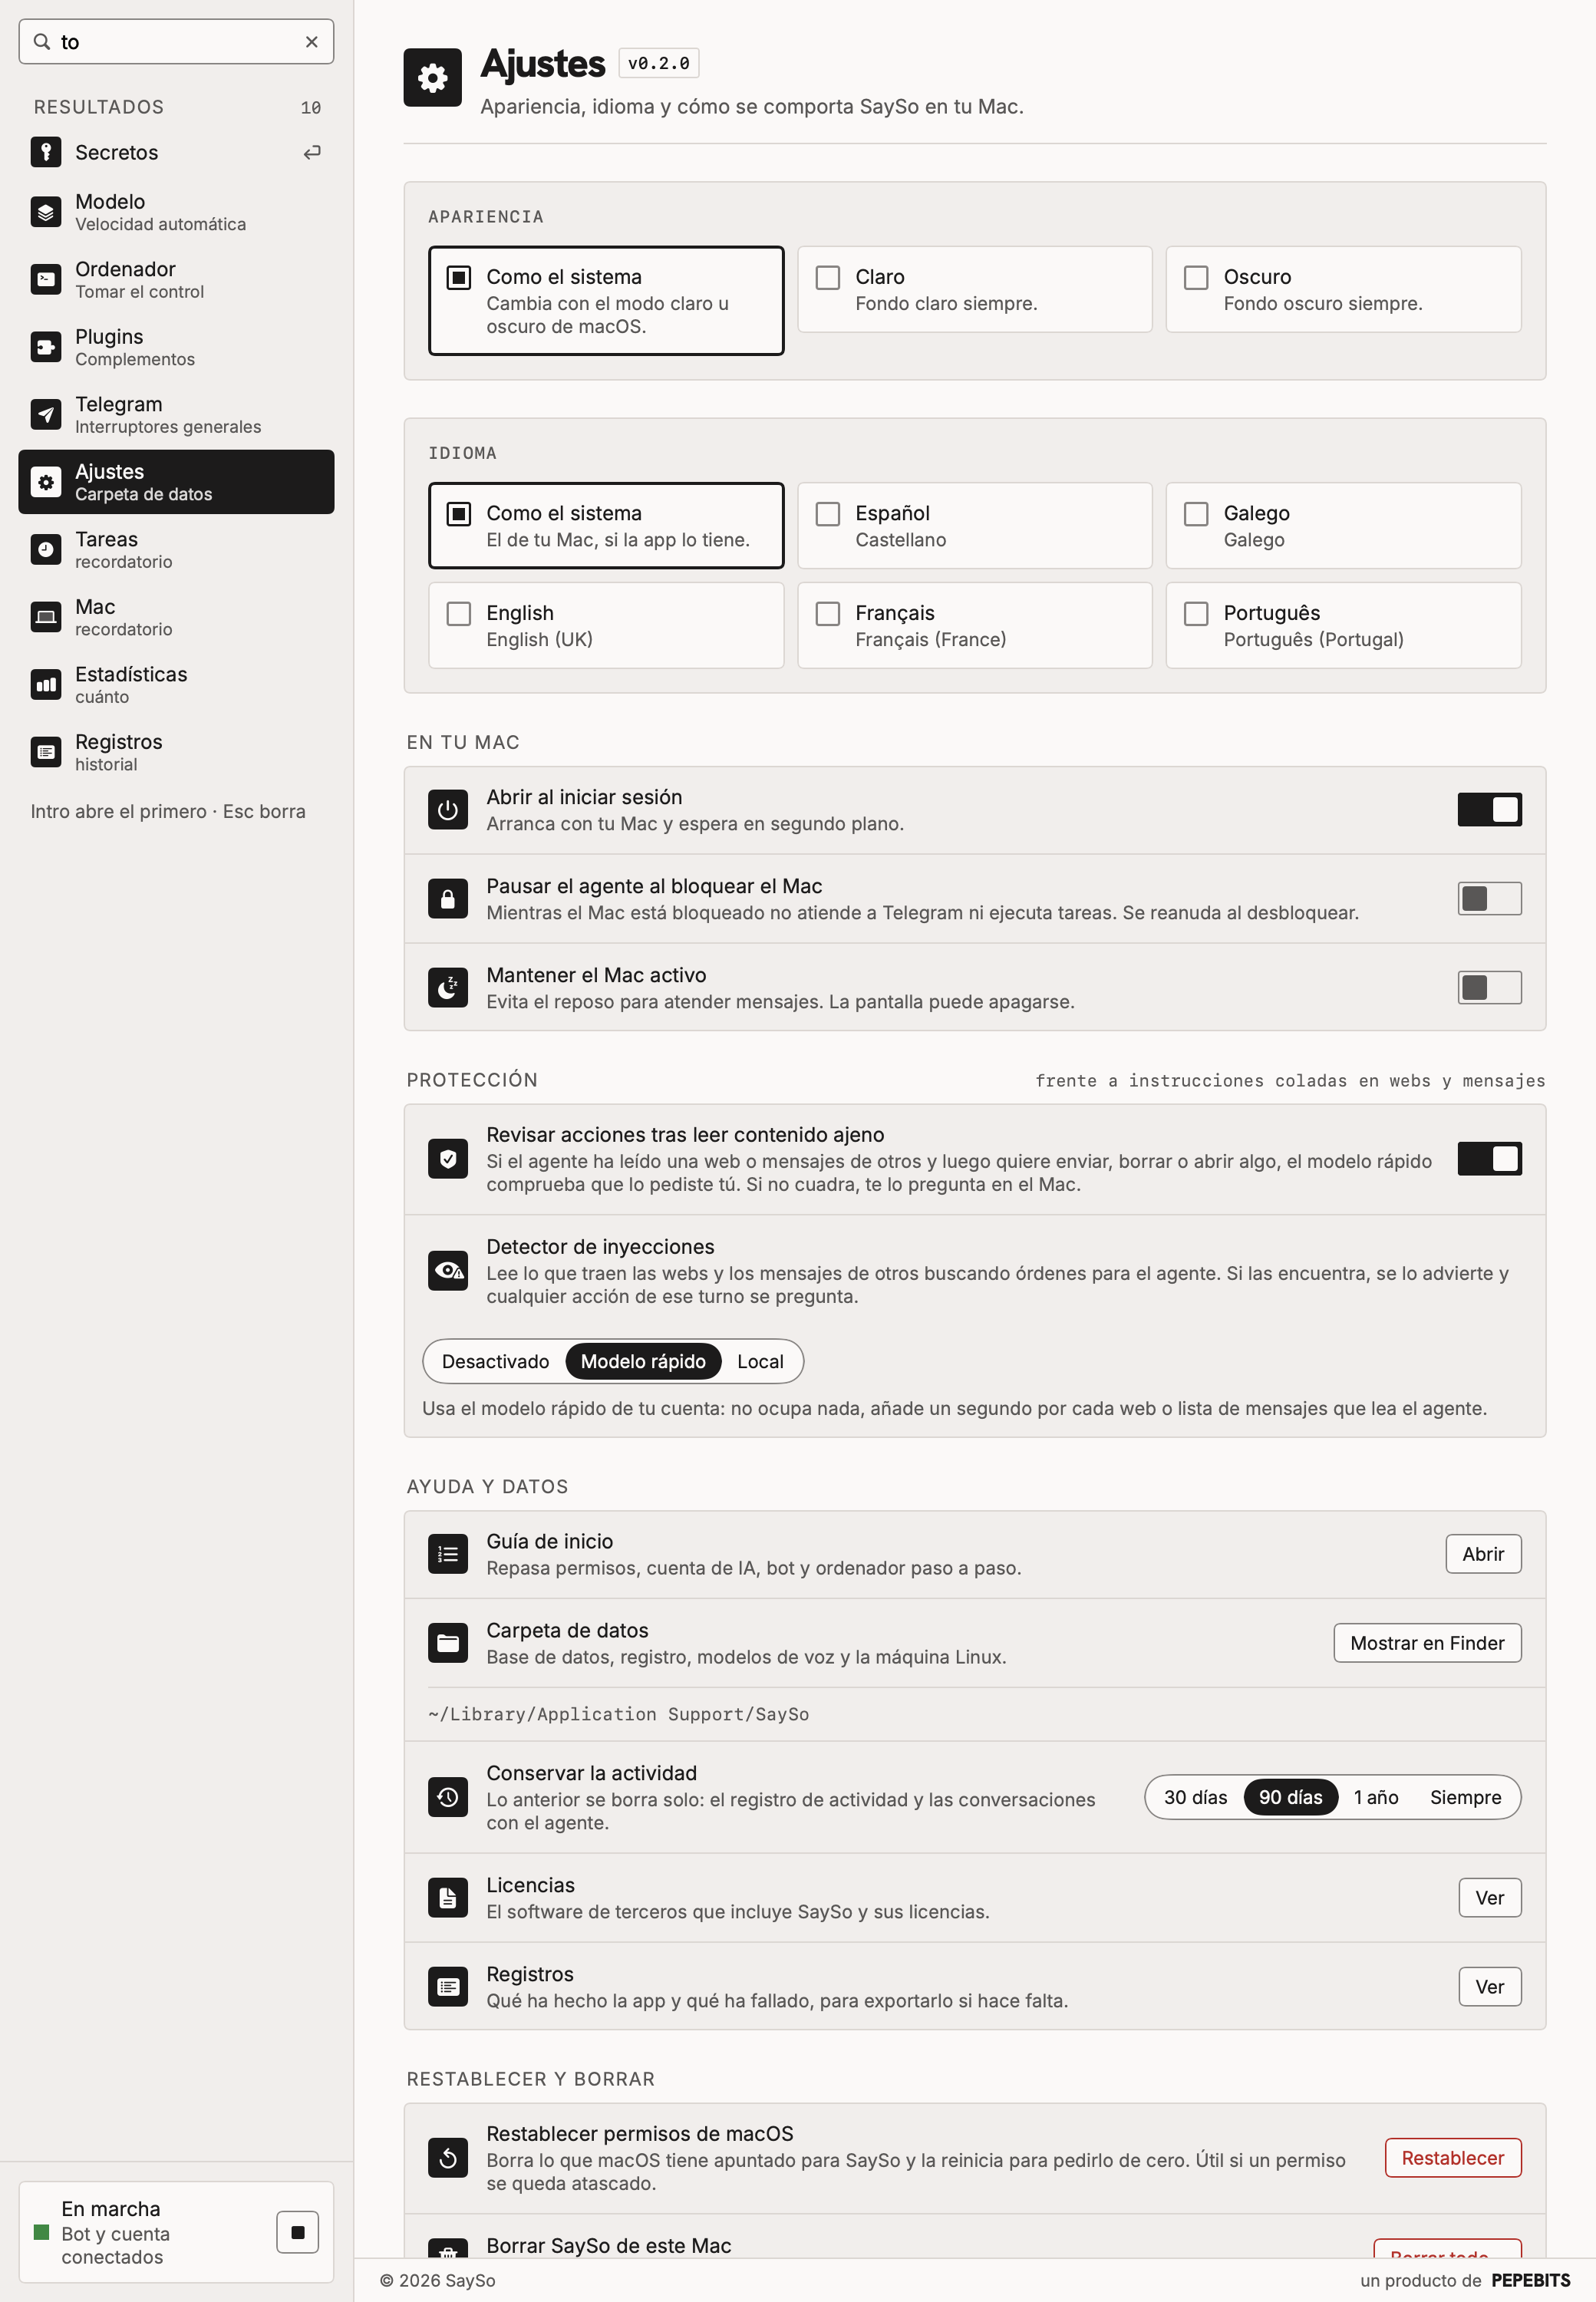 to
RESULTADOS 10
Secretos
Modelo
Velocidad automática
Ordenador
Tomar el control
Plugins
Complementos
Telegram
Interruptores generales
Ajustes
Carpeta de datos
Tareas
recordatorio
Mac
recordatorio
Estadísticas
cuánto
Registros
historial
Intro abre el primero · Esc borra
En marcha
Bot y cuenta
conectados
Ajustes v0.2.0
Apariencia, idioma y cómo se comporta SaySo en tu Mac.
APARIENCIA
Como el sistema
Cambia con el modo claro u
oscuro de macOS.
Claro
Fondo claro siempre.
Oscuro
Fondo oscuro siempre.
IDIOMA
Como el sistema
El de tu Mac, si la app lo tiene.
Español
Castellano
Galego
Galego
English
English (UK)
Français
Français (France)
Português
Português (Portugal)
EN TU MAC
Abrir al iniciar sesión
Arranca con tu Mac y espera en segundo plano.
Pausar el agente al bloquear el Mac
Mientras el Mac está bloqueado no atiende a Telegram ni ejecuta tareas. Se reanuda al desbloquear.
Mantener el Mac activo
Evita el reposo para atender mensajes. La pantalla puede apagarse.
PROTECCIÓN frente a instrucciones coladas en webs y mensajes
Revisar acciones tras leer contenido ajeno
Si el agente ha leído una web o mensajes de otros y luego quiere enviar, borrar o abrir algo, el modelo rápido
comprueba que lo pediste tú. Si no cuadra, te lo pregunta en el Mac.
Detector de inyecciones
Lee lo que traen las webs y los mensajes de otros buscando órdenes para el agente. Si las encuentra, se lo advierte y
cualquier acción de ese turno se pregunta.
Desactivado Modelo rápido Local
Usa el modelo rápido de tu cuenta: no ocupa nada, añade un segundo por cada web o lista de mensajes que lea el agente.
AYUDA Y DATOS
Guía de inicio
Repasa permisos, cuenta de IA, bot y ordenador paso a paso.
Abrir
Carpeta de datos
Base de datos, registro, modelos de voz y la máquina Linux.
Mostrar en Finder
~/Library/Application Support/SaySo
Conservar la actividad
Lo anterior se borra solo: el registro de actividad y las conversaciones
con el agente.
30 días 90 días 1 año Siempre
Licencias
El software de terceros que incluye SaySo y sus licencias.
Ver
Registros
Qué ha hecho la app y qué ha fallado, para exportarlo si hace falta.
Ver
RESTABLECER Y BORRAR
Restablecer permisos de macOS
Borra lo que macOS tiene apuntado para SaySo y la reinicia para pedirlo de cero. Útil si un permiso
se queda atascado.
Restablecer
Borrar SaySo de este Mac
© 2026 SaySo
un producto de PEPEBITS